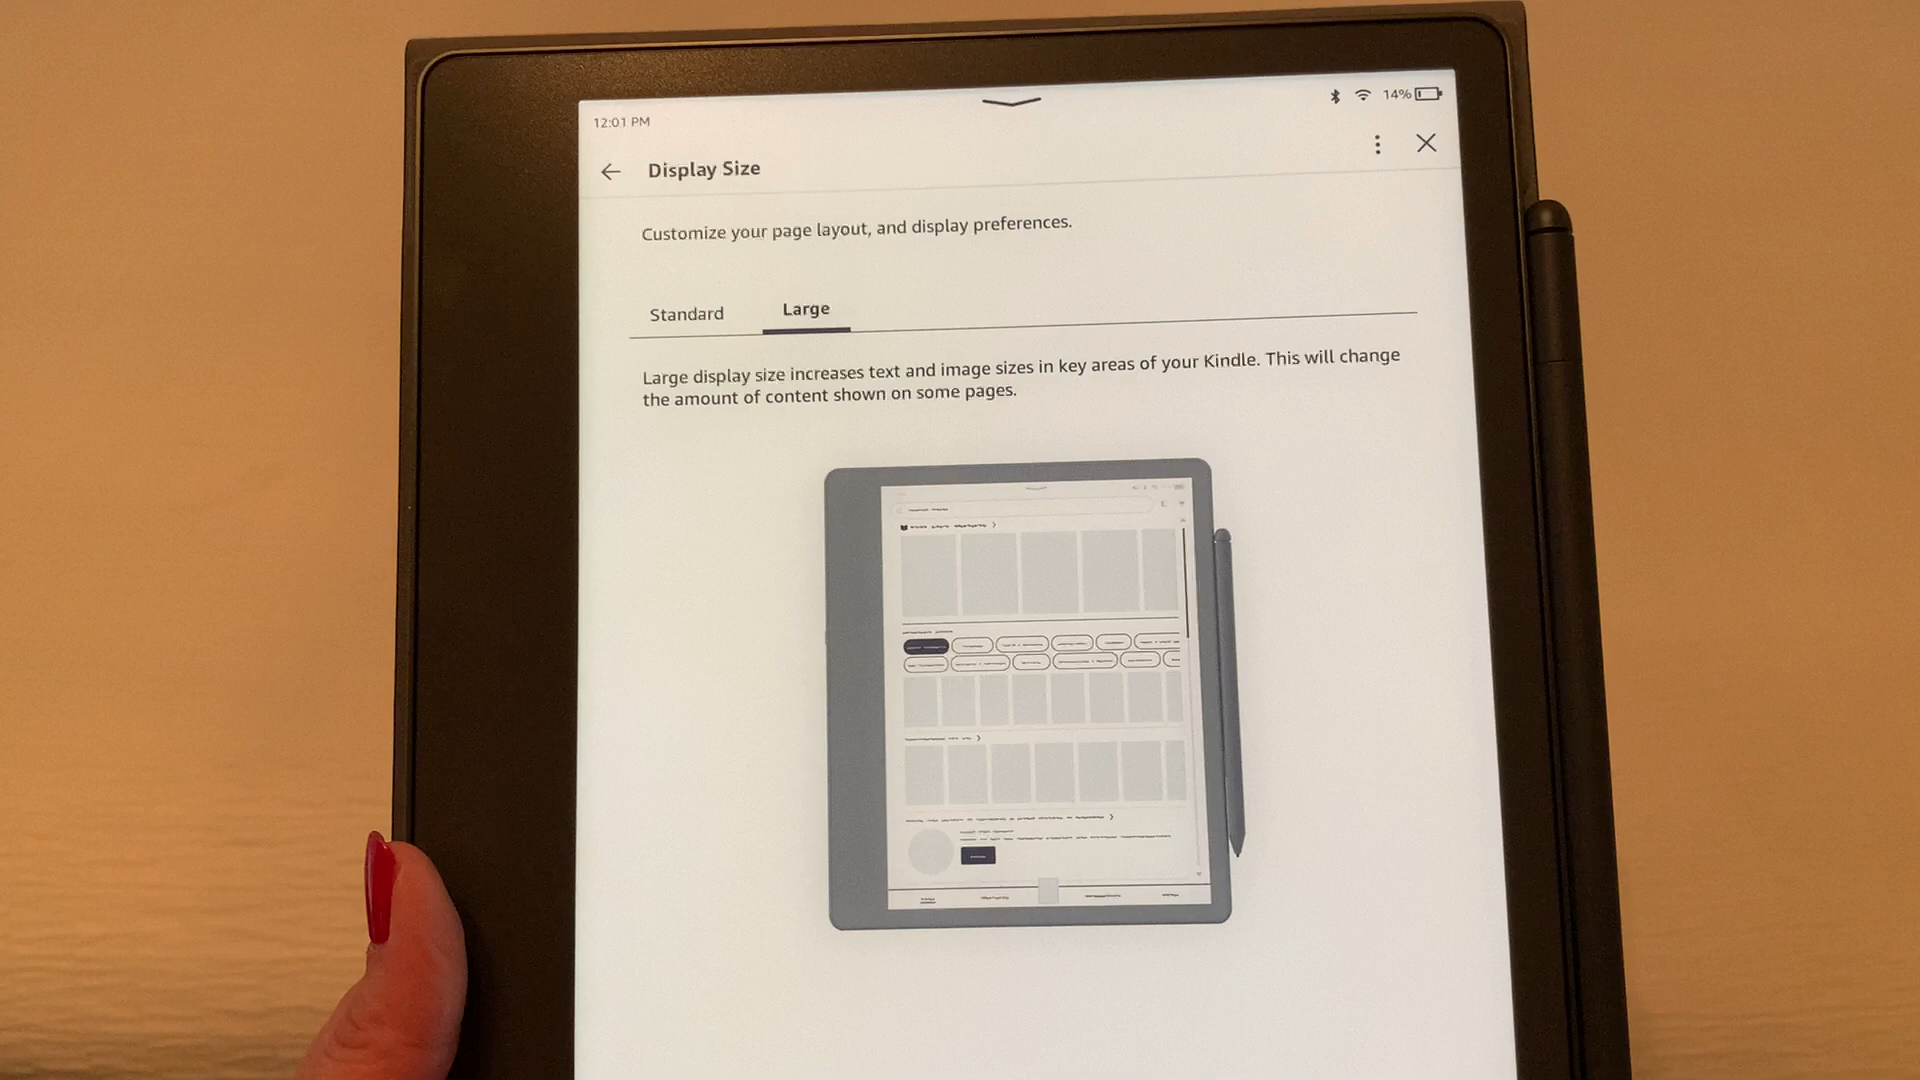 12:01 PM
14%
Display Size
Customize your page layout, and display preferences.
Standard
Large
Large display size increases text and image sizes in key areas of your Kindle. This will change
the amount of content shown on some pages.